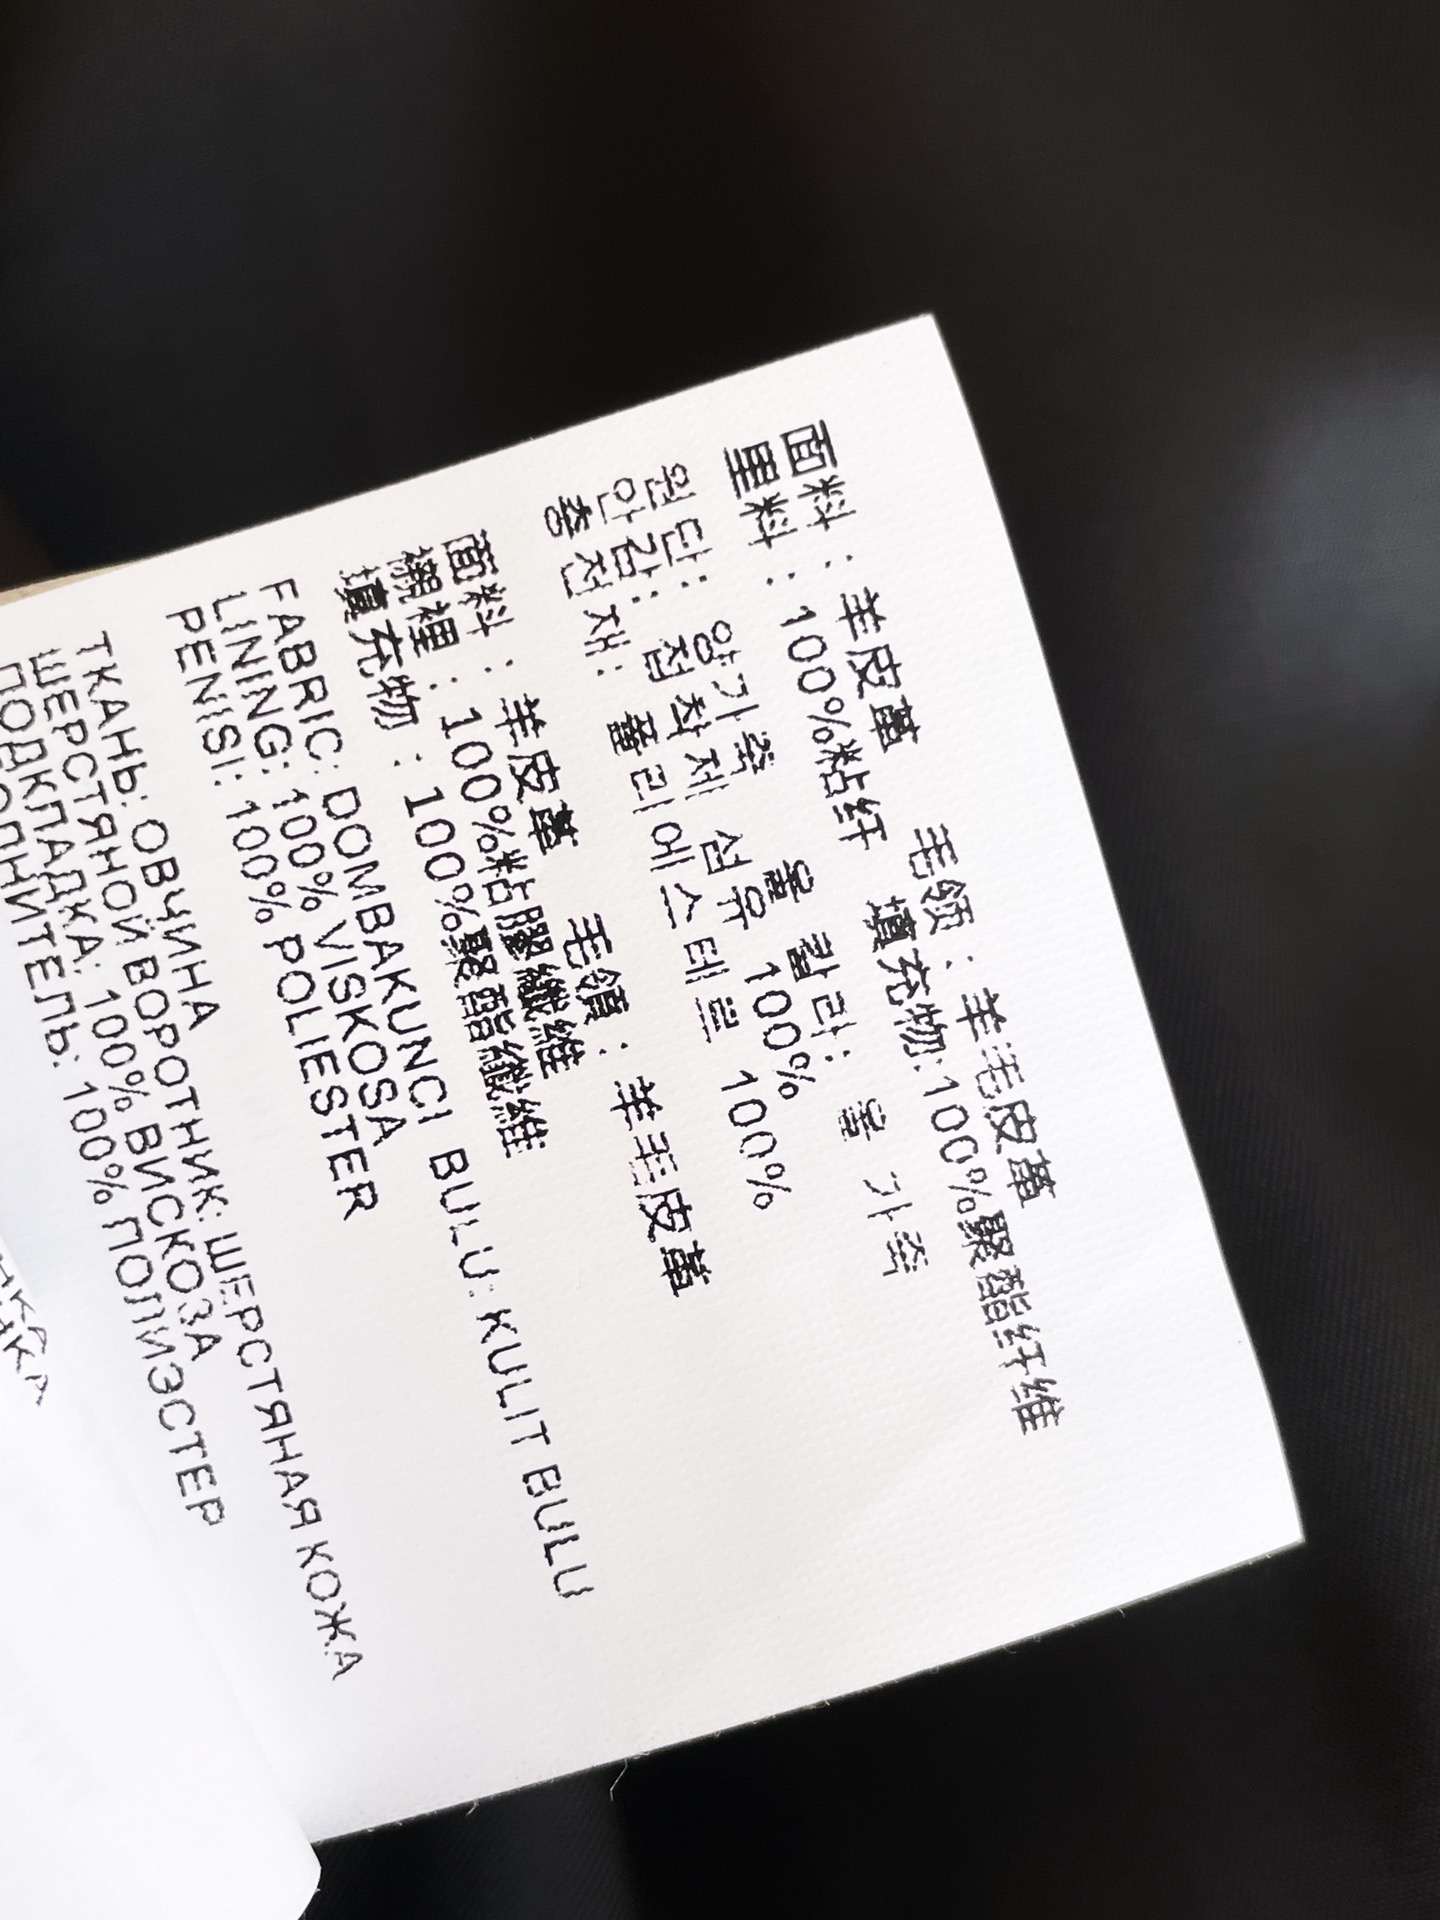 面料：羊皮革 毛领：羊毛皮革
里料：100%粘纤 填充物:100%聚酯纤维
원단: 양가죽 울 칼라: 울 가죽
안감: 접착제 섬유 100%
충전재: 폴리에스테르 100%
面料：羊皮革 毛領：羊毛皮革
襯裡：100%粘膠纖維
填充物：100%聚酯纖維
FABRIC: DOMBAKUNCI BULU: KULIT BULU
LINING: 100% VISKOSA
PENISI: 100% POLIESTER
ТКАНЬ: ОВЧИНА
ШЕРСТЯНОЙ ВОРОТНИК: ШЕРСТЯНАЯ КОЖА
ПОДКЛАДКА: 100% ВИСКОЗА
100% ПОЛИЭСТЕР